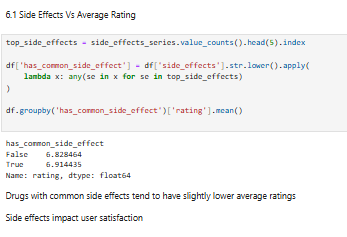 6.1 Side Effects Vs Average Rating
top_side_effects = side_effects_series.value_counts().head(5).index
df['has_common_side_effect'] = df['side_effects'].str.lower().apply(
    lambda x: any(se in x for se in top_side_effects)
)
df.groupby('has_common_side_effect')['rating'].mean()
has_common_side_effect
False    6.828464
True     6.914435
Name: rating, dtype: float64
Drugs with common side effects tend to have slightly lower average ratings
Side effects impact user satisfaction